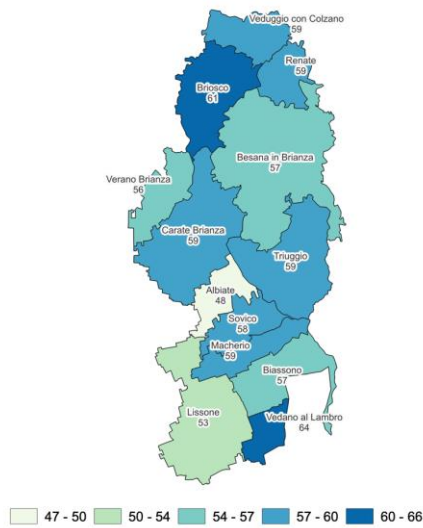 Veduggio con Colzano
59
Renate
59
Briosco
61
Besana in Brianza
57
Verano Brianza
56
Carate Brianza
59
Triuggio
59
Albiate
48
Sovico
58
Macherio
59
Biassono
57
Vedano al Lambro
64
Lissone
53
47 - 50
50 - 54
54 - 57
57 - 60
60 - 66